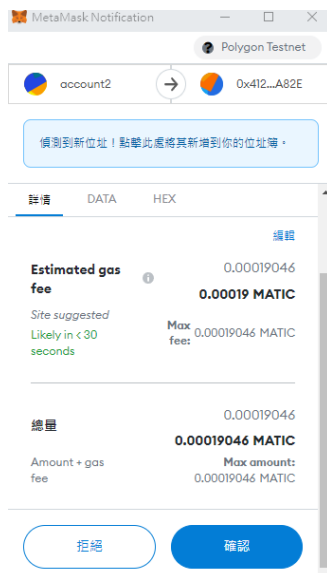 MetaMask Notification
Polygon Testnet
account2
0x412...A82E
偵測到新位址！點擊此處將其新增到你的位址簿。
詳情 DATA HEX
編輯
Estimated gas fee
0.00019046
0.00019 MATIC
Site suggested
Likely in < 30 seconds
Max fee: 0.00019046 MATIC
總量
0.00019046
0.00019046 MATIC
Amount + gas fee
Max amount:
0.00019046 MATIC
拒絕
確認